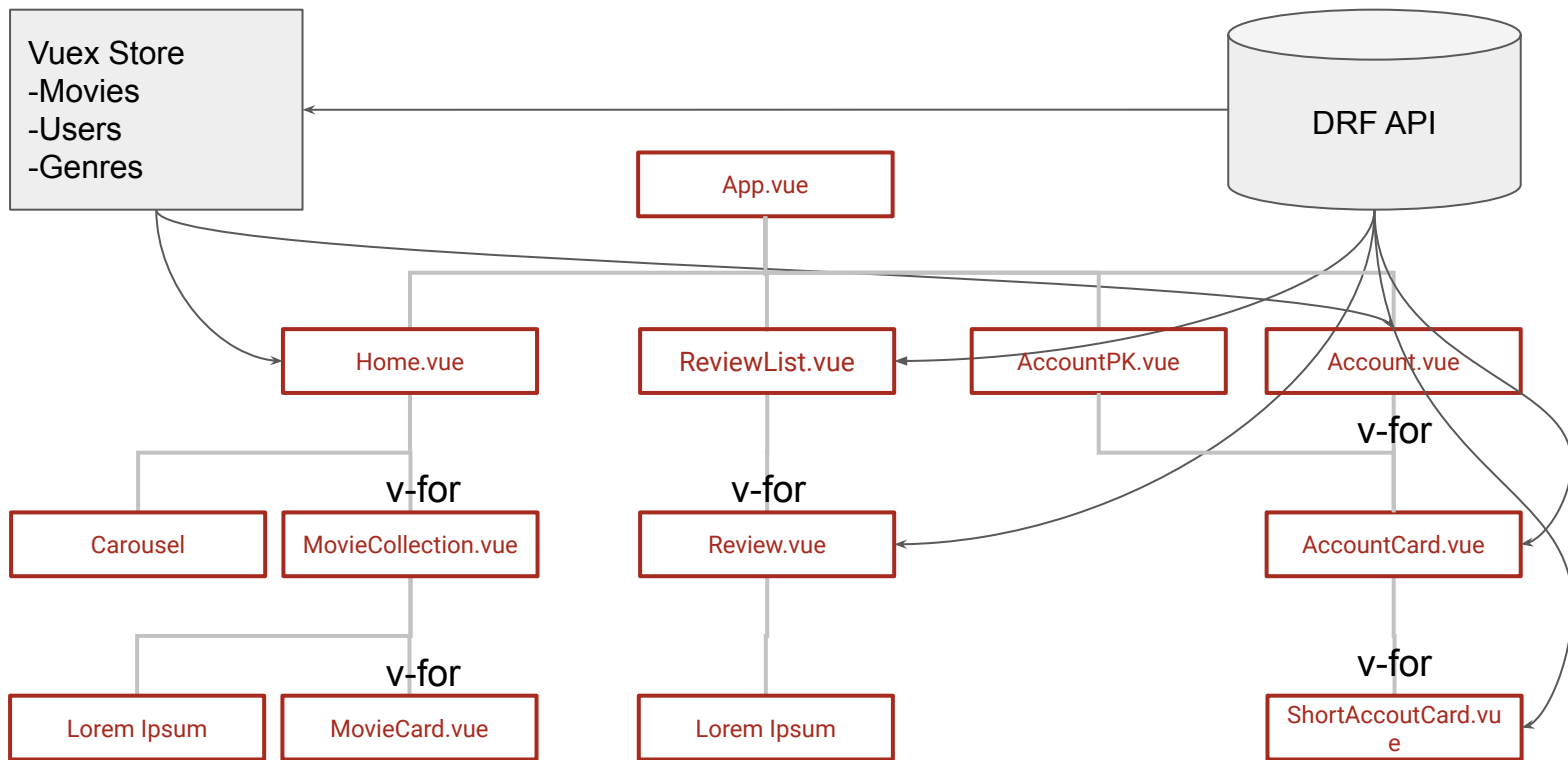 Vuex Store
-Movies
-Users
-Genres
DRF API
App.vue
Home.vue
ReviewList.vue
AccountPK.vue
Account.vue
v-for
v-for
v-for
Carousel
MovieCollection.vue
Review.vue
AccountCard.vue
v-for
v-for
Lorem Ipsum
MovieCard.vue
Lorem Ipsum
ShortAccoutCard.vu
e